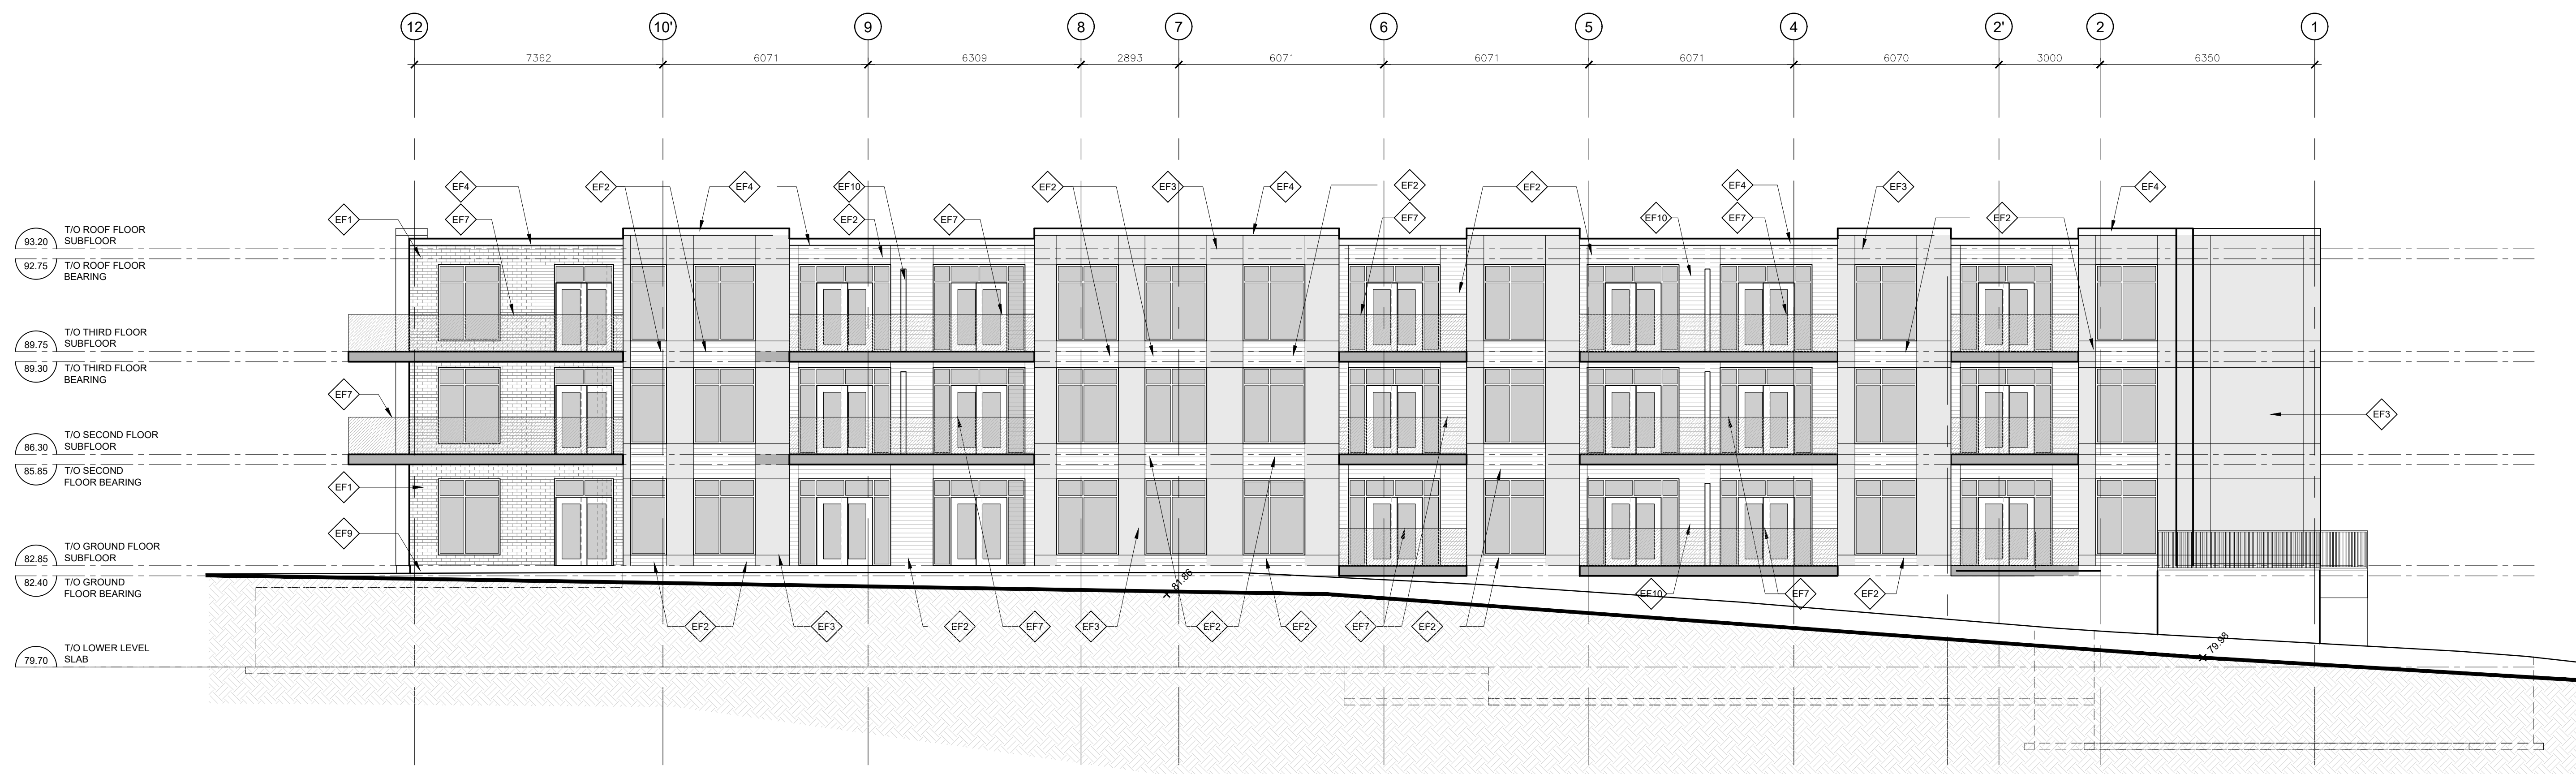 12 10' 9 8 7 6 5 4 2' 2 1
7362 6071 6309 2893 6071 6071 6071 6070 3000 6350
EF4 EF2 EF4 EF10 EF2 EF3 EF4 EF2 EF2 EF4 EF3 EF4
EF1 EF7 EF2 EF7 EF7 EF10 EF7 EF2
93.20 T/O ROOF FLOOR
SUBFLOOR
92.75 T/O ROOF FLOOR
BEARING
89.75 T/O THIRD FLOOR
SUBFLOOR
89.30 T/O THIRD FLOOR
BEARING
EF7
EF3
86.30 T/O SECOND FLOOR
SUBFLOOR
85.85 T/O SECOND
FLOOR BEARING
EF1
EF9
82.85 T/O GROUND FLOOR
SUBFLOOR
82.40 T/O GROUND
FLOOR BEARING
81.86
EF10 EF7 EF2
EF2 EF3 EF2 EF7 EF3 EF2 EF2 EF7 EF2
79.98
79.70 T/O LOWER LEVEL
SLAB